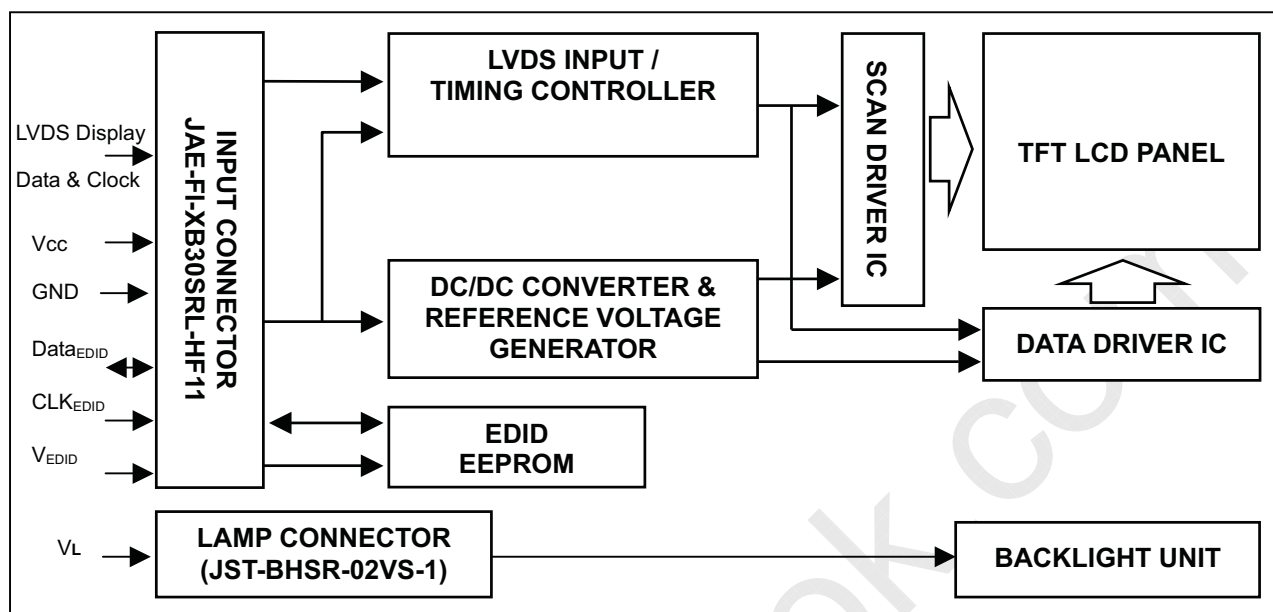 LVDS Display
Data & Clock
Vcc
GND
DataEDID
CLKEDID
VEDID
VL
INPUT CONNECTOR
JAE-FI-XB30SRL-HF11
LVDS INPUT /
TIMING CONTROLLER
DC/DC CONVERTER &
REFERENCE VOLTAGE
GENERATOR
EDID
EEPROM
SCAN DRIVER IC
TFT LCD PANEL
DATA DRIVER IC
LAMP CONNECTOR
(JST-BHSR-02VS-1)
BACKLIGHT UNIT